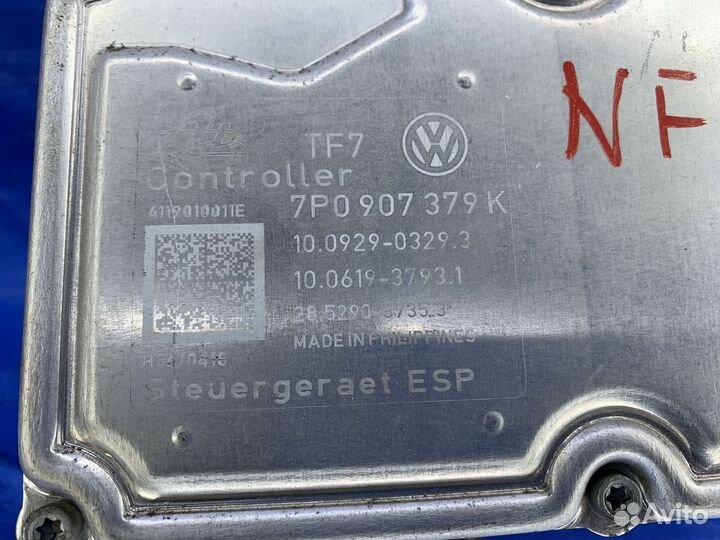 TF7
NF
Controller
4119010011E
7P0 907 379 K
10.0929-0329.3
10.0619-3793.1
MADE IN PHILIPPINES
Steuergeraet ESP
Avito